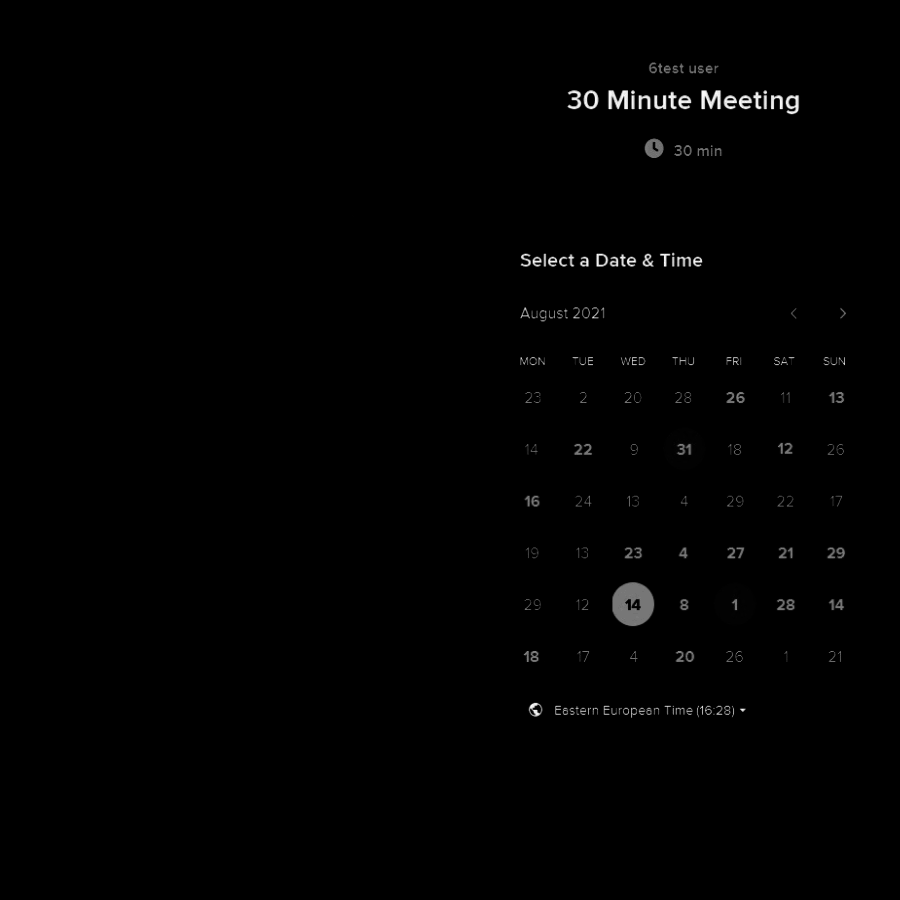 6test user
30 Minute Meeting
30 min
Select a Date & Time
August 2021
MON TUE WED THU FRI SAT SUN
23 2 20 28 26 11 13
14 22 9 31 18 12 26
16 24 13 4 29 22 17
19 13 23 4 27 21 29
29 12 14 8 1 28 14
18 17 4 20 26 1 21
Eastern European Time (16:28)